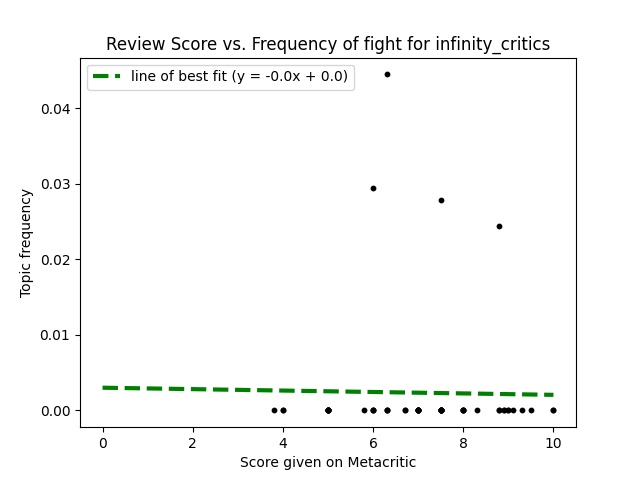 Review Score vs. Frequency of fight for infinity_critics
line of best fit (y = -0.0x + 0.0)
Topic frequency
0.04
0.03
0.02
0.01
0.00
0 2 4 6 8 10
Score given on Metacritic